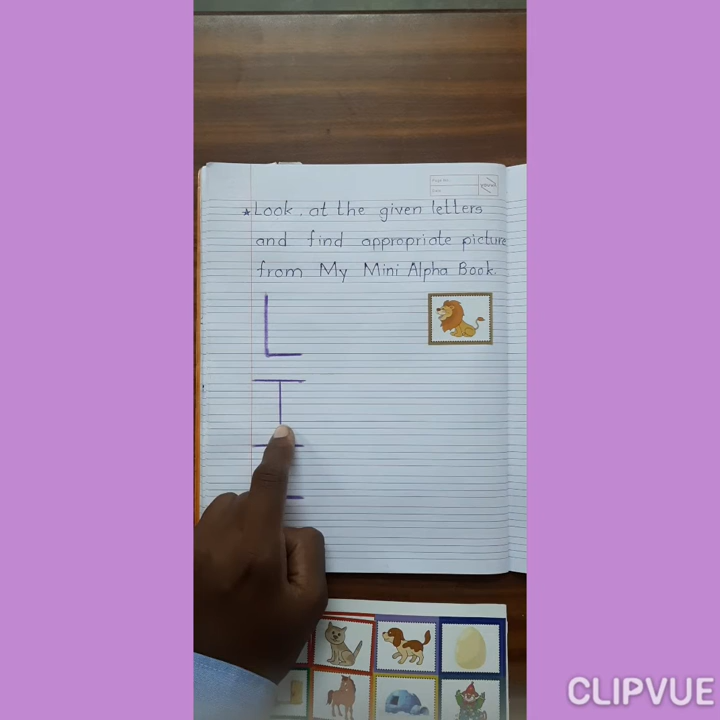 ★ Look at the given letters
and find appropriate picture
from My Mini Alpha Book.
L
T
CLIPVUE